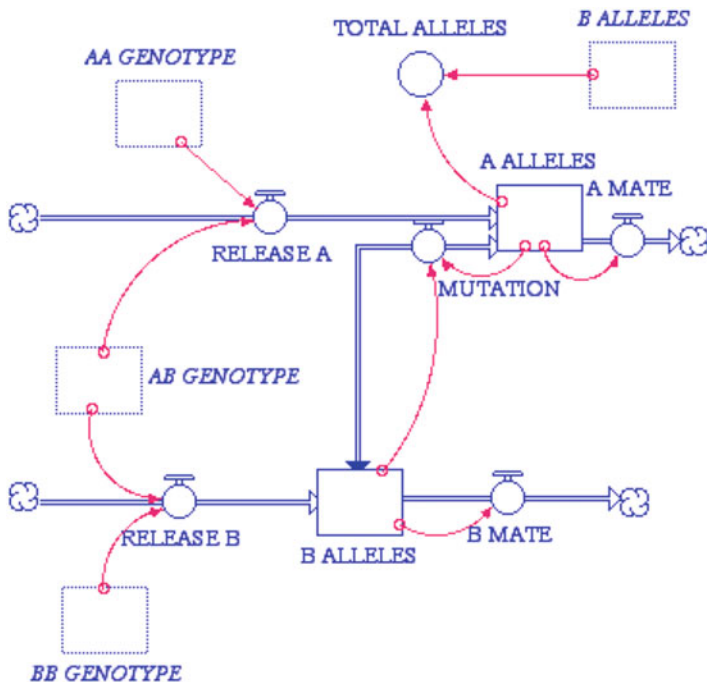 B ALLELES
TOTAL ALLELES
AA GENOTYPE
A ALLELES
A MATE
RELEASE A
MUTATION
AB GENOTYPE
RELEASE B
B ALLELES
B MATE
BB GENOTYPE